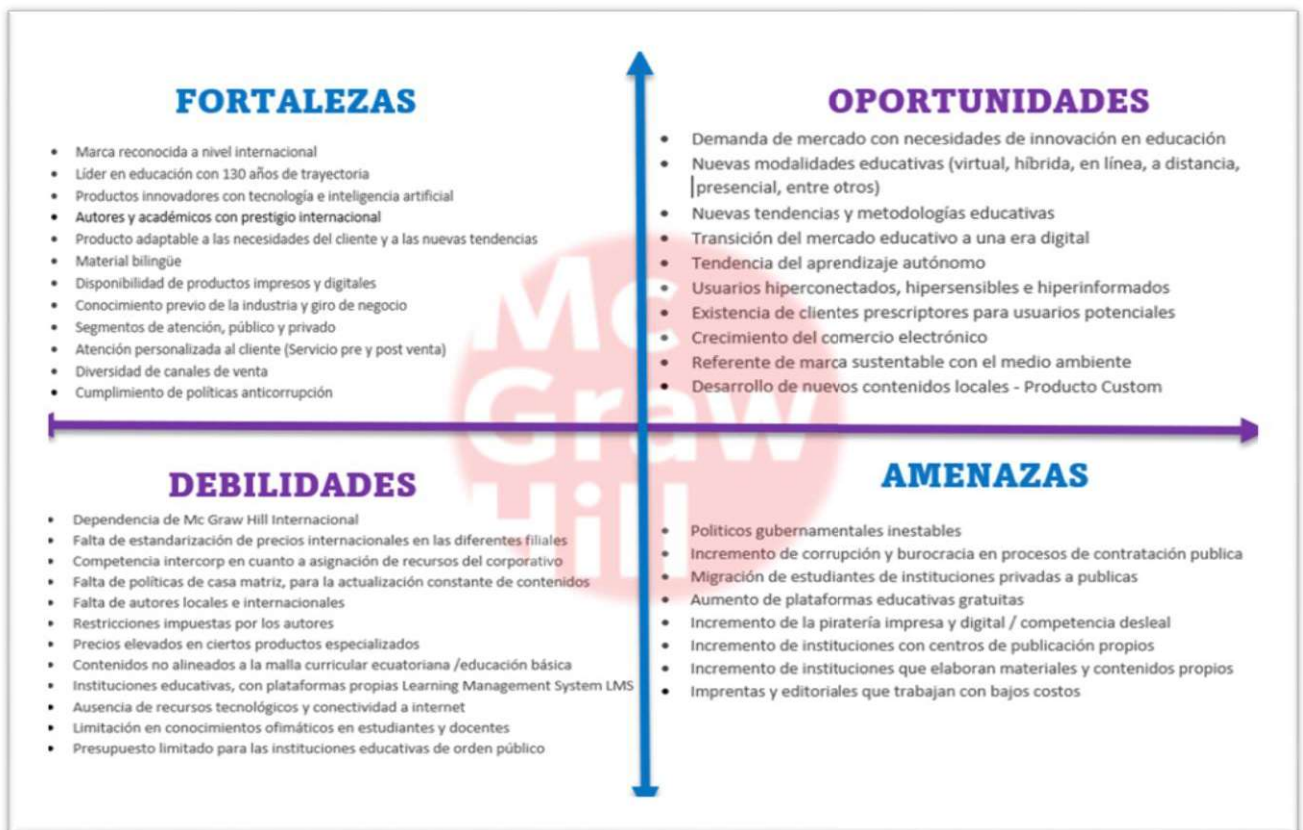 FORTALEZAS
• Marca reconocida a nivel internacional
• Líder en educación con 130 años de trayectoria
• Productos innovadores con tecnología e inteligencia artificial
• Autores y académicos con prestigio internacional
• Producto adaptable a las necesidades del cliente y a las nuevas tendencias
• Material bilingüe
• Disponibilidad de productos impresos y digitales
• Conocimiento previo de la industria y giro de negocio
• Segmentos de atención, público y privado
• Atención personalizada al cliente (Servicio pre y post venta)
• Diversidad de canales de venta
• Cumplimiento de políticas anticorrupción
OPORTUNIDADES
• Demanda de mercado con necesidades de innovación en educación
• Nuevas modalidades educativas (virtual, híbrida, en línea, a distancia,
presencial, entre otros)
• Nuevas tendencias y metodologías educativas
• Transición del mercado educativo a una era digital
• Tendencia del aprendizaje autónomo
• Usuarios hiperconectados, hipersensibles e hiperinformados
• Existencia de clientes prescriptores para usuarios potenciales
• Crecimiento del comercio electrónico
• Referente de marca sustentable con el medio ambiente
• Desarrollo de nuevos contenidos locales - Producto Custom
Mc
Graw
Hill
DEBILIDADES
• Dependencia de Mc Graw Hill Internacional
• Falta de estandarización de precios internacionales en las diferentes filiales
• Competencia intercorp en cuanto a asignación de recursos del corporativo
• Falta de políticas de casa matriz, para la actualización constante de contenidos
• Falta de autores locales e internacionales
• Restricciones impuestas por los autores
• Precios elevados en ciertos productos especializados
• Contenidos no alineados a la malla curricular ecuatoriana /educación básica
• Instituciones educativas, con plataformas propias Learning Management System LMS
• Ausencia de recursos tecnológicos y conectividad a internet
• Limitación en conocimientos ofimáticos en estudiantes y docentes
• Presupuesto limitado para las instituciones educativas de orden público
AMENAZAS
• Politicos gubernamentales inestables
• Incremento de corrupción y burocracia en procesos de contratación publica
• Migración de estudiantes de instituciones privadas a publicas
• Aumento de plataformas educativas gratuitas
• Incremento de la piratería impresa y digital / competencia desleal
• Incremento de instituciones con centros de publicación propios
• Incremento de instituciones que elaboran materiales y contenidos propios
• Imprentas y editoriales que trabajan con bajos costos